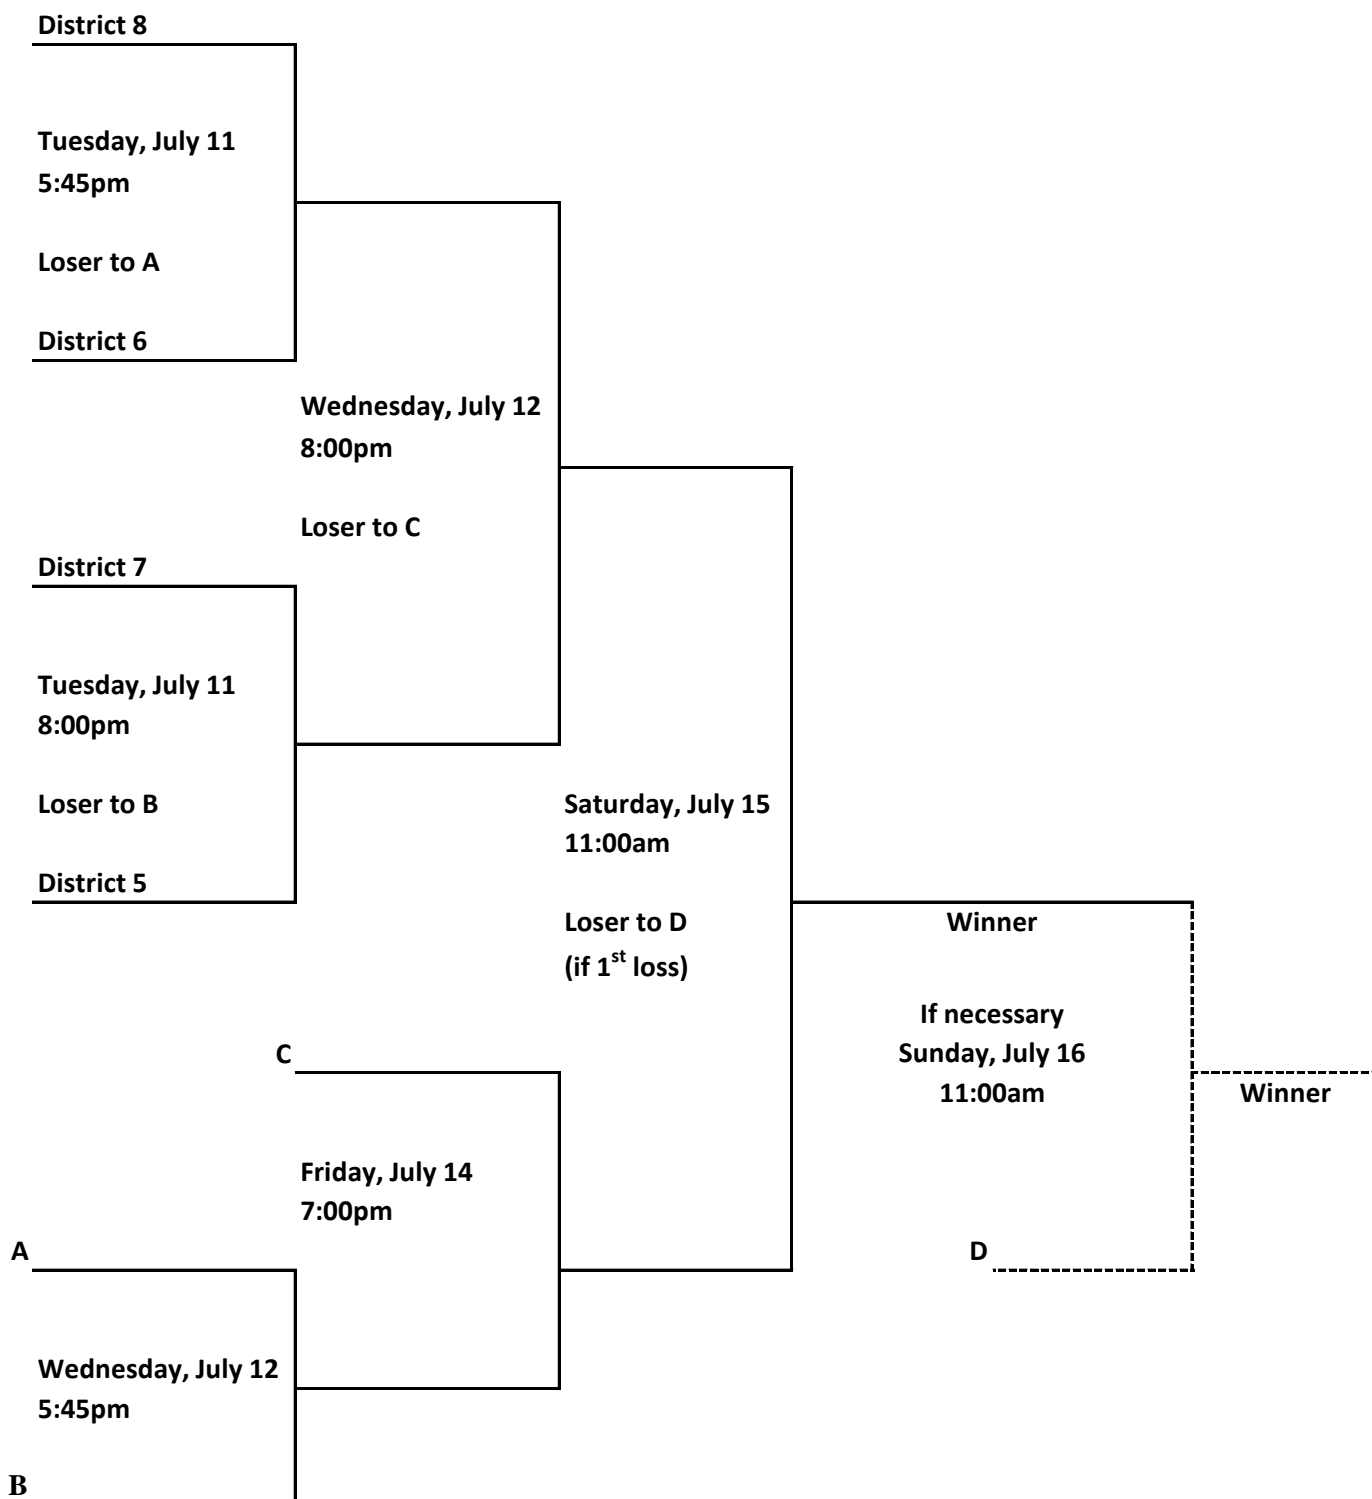 District 8
Tuesday, July 11
5:45pm
Loser to A
District 6
Wednesday, July 12
8:00pm
Loser to C
District 7
Tuesday, July 11
8:00pm
Loser to B
District 5
Saturday, July 15
11:00am
Loser to D
(if 1st loss)
Winner
If necessary
Sunday, July 16
11:00am
Winner
C
Friday, July 14
7:00pm
A
D
Wednesday, July 12
5:45pm
B